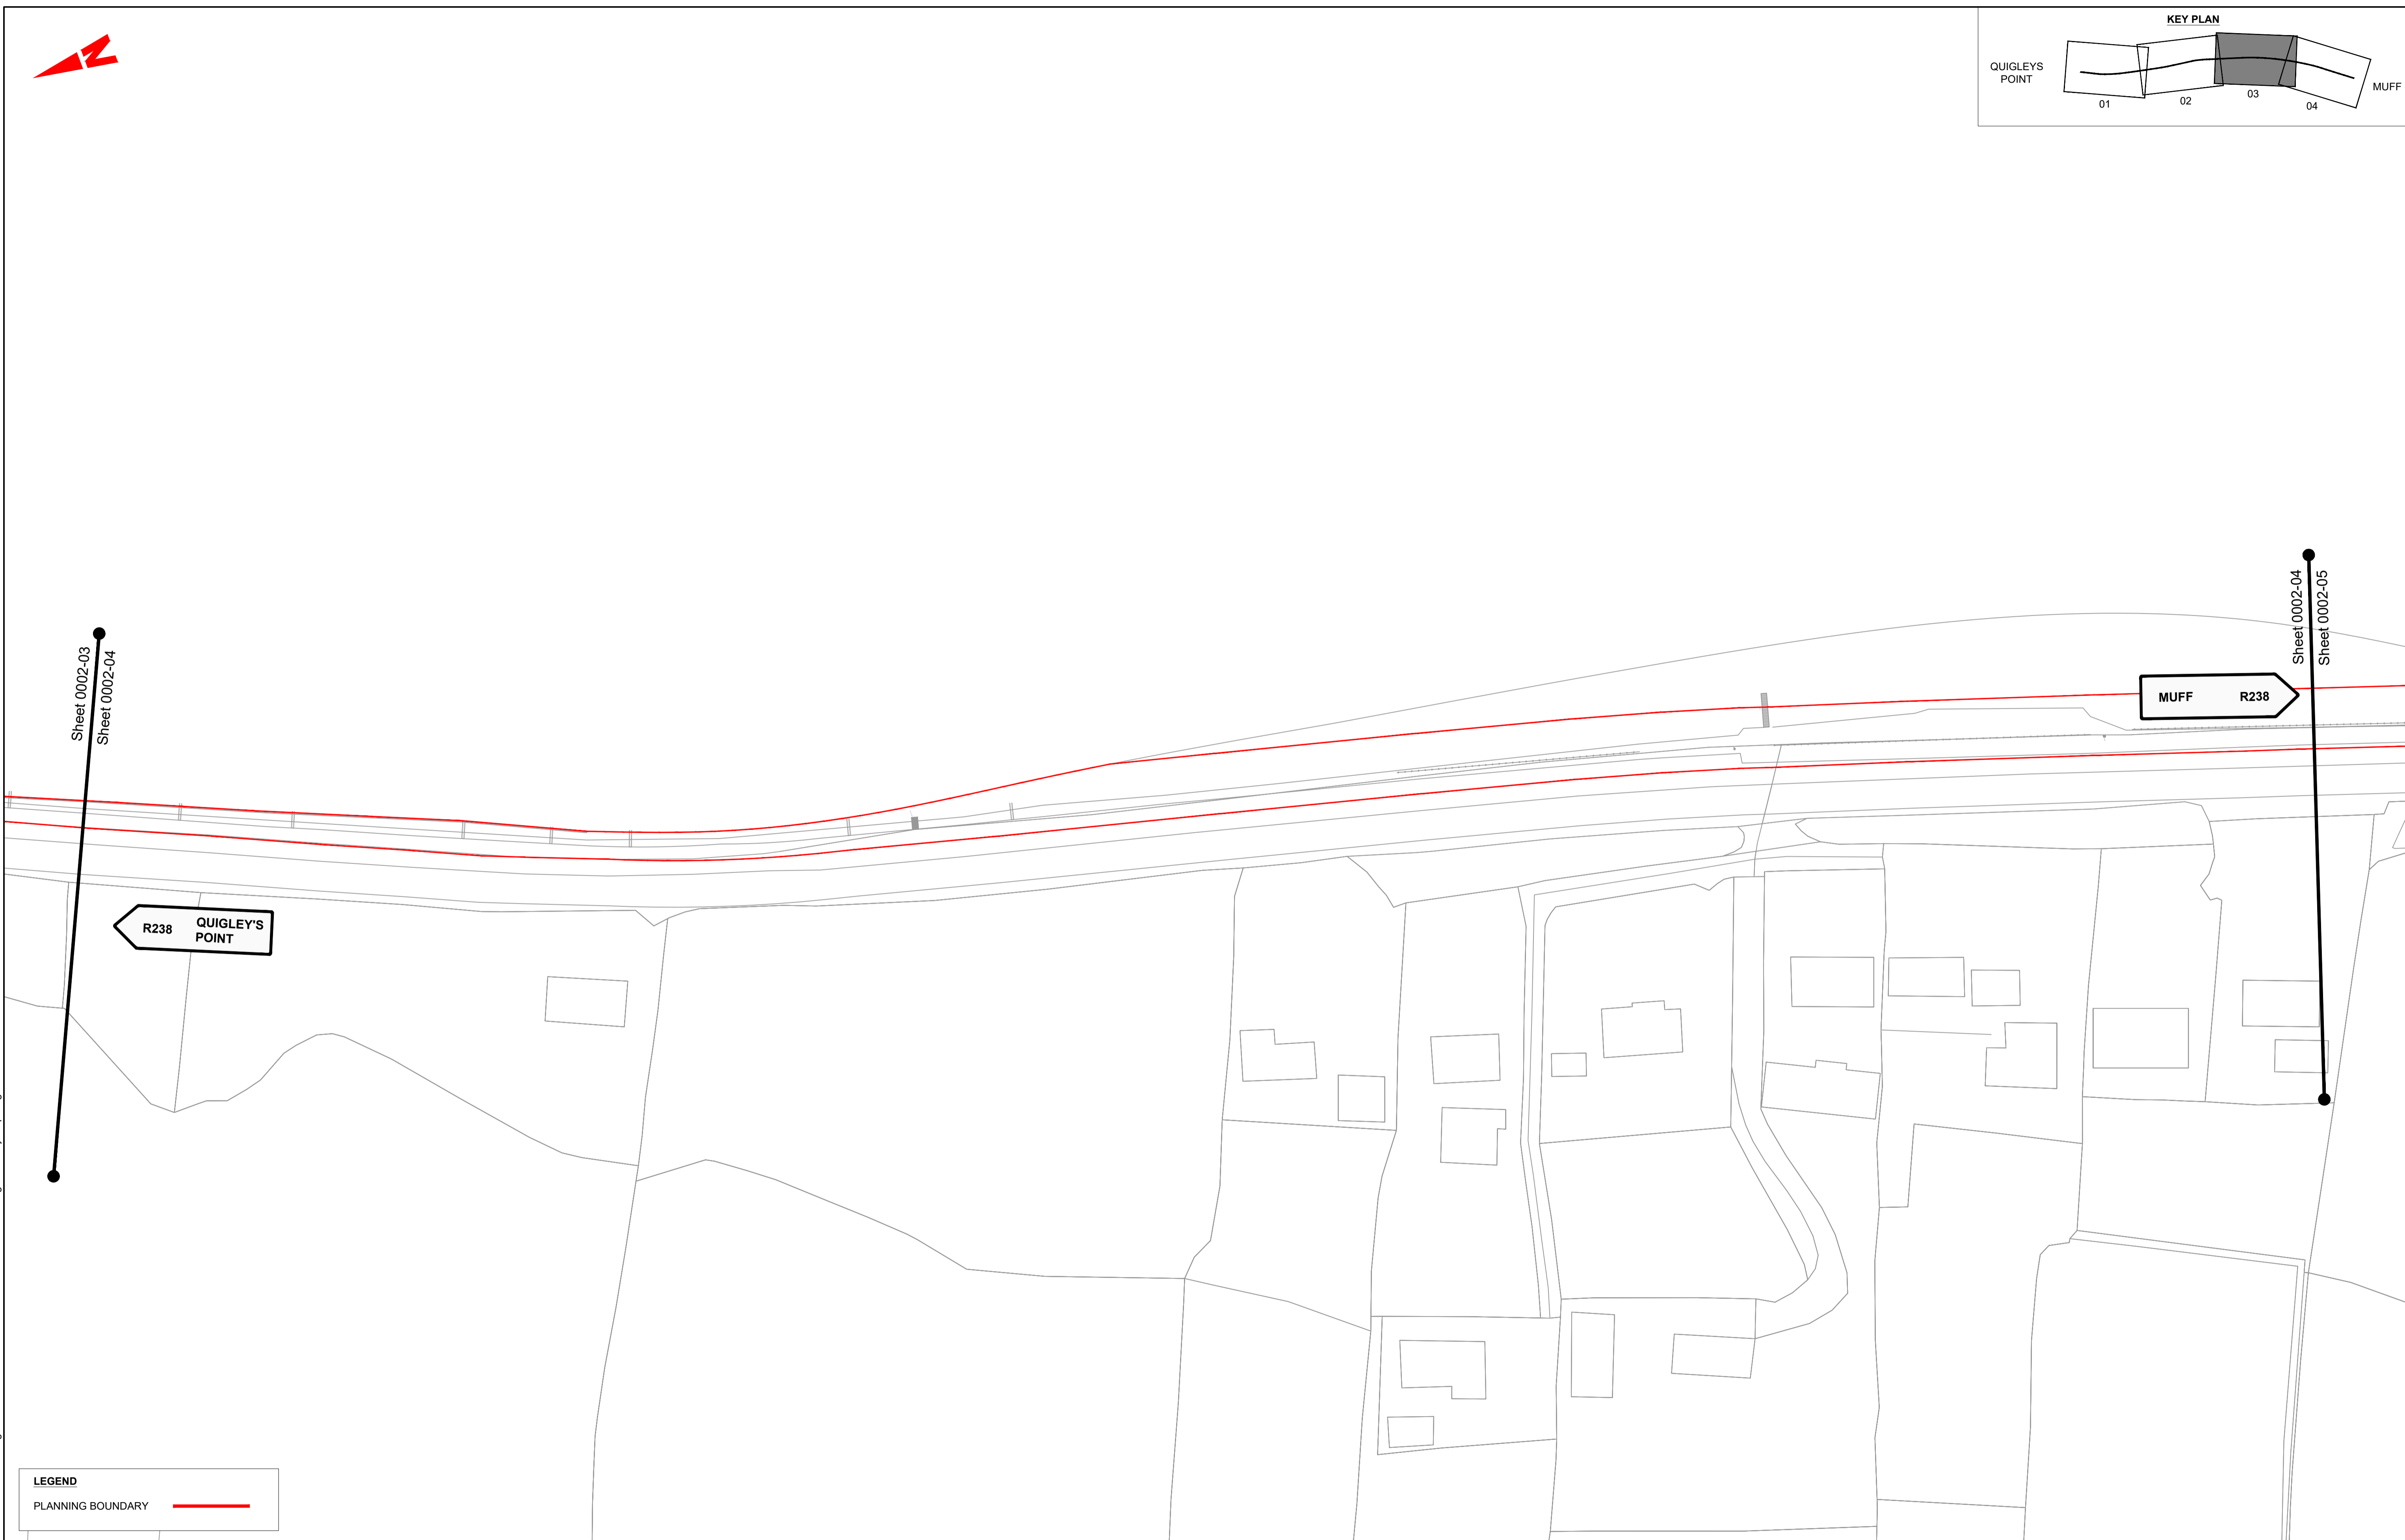 KEY PLAN
QUIGLEYS
POINT
MUFF
01
02
03
04
N
Sheet 0002-03
Sheet 0002-04
Sheet 0002-04
Sheet 0002-05
MUFF R238
R238 QUIGLEY'S
POINT
LEGEND
PLANNING BOUNDARY